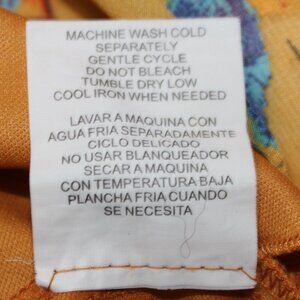 MACHINE WASH COLD
SEPARATELY
GENTLE CYCLE
DO NOT BLEACH
TUMBLE DRY LOW
COOL IRON WHEN NEEDED
LAVAR A MAQUINA CON
AGUA FRIA SEPARADAMENTE
CICLO DELICADO
NO USAR BLANQUEADOR
SECAR A MAQUINA
CON TEMPERATURA BAJA
PLANCHA FRIA CUANDO
SE NECESITA